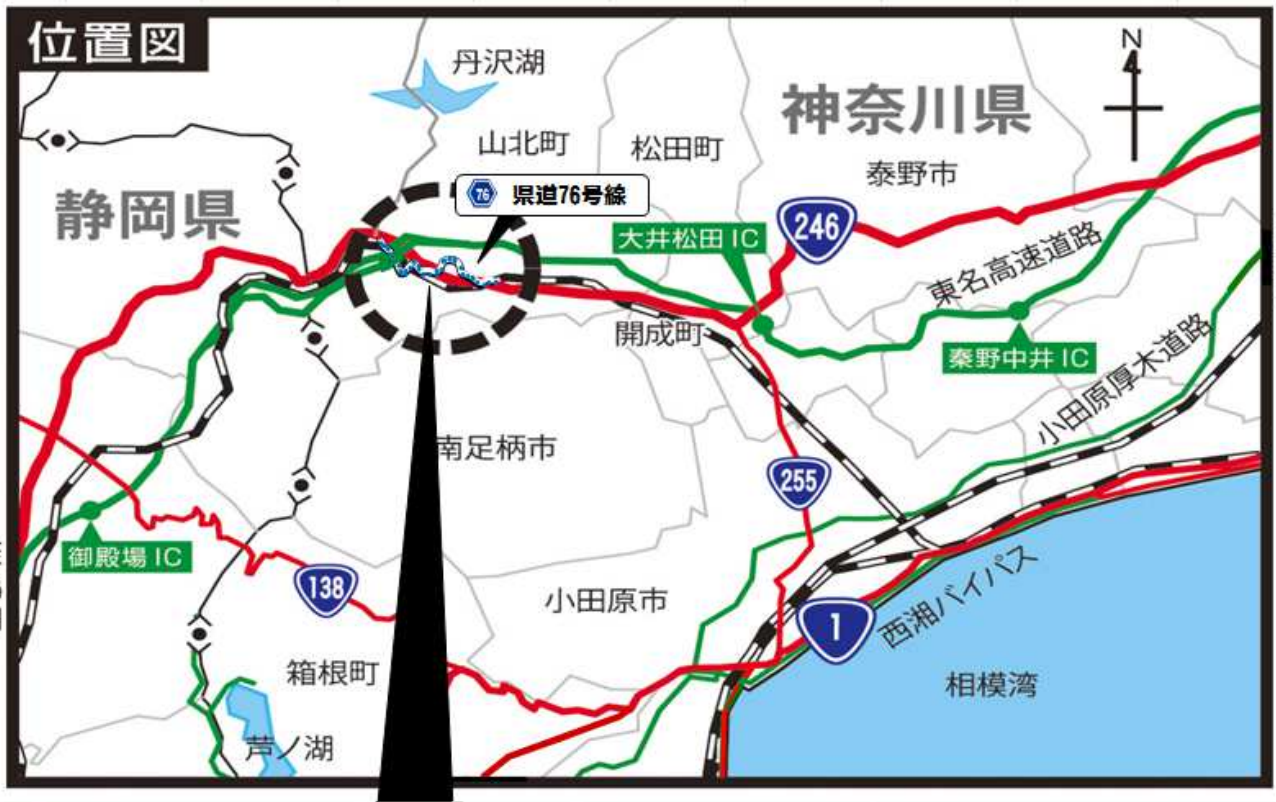 位置図
N
丹沢湖
神奈川県
山北町
松田町
泰野市
静岡県
76
県道76号線
大井松田 IC
246
東名高速道路
開成町
秦野中井 IC
小田原厚木道路
南足柄市
255
御殿場 IC
138
小田原市
1
西湘バイパス
箱根町
相模湾
芦ノ湖